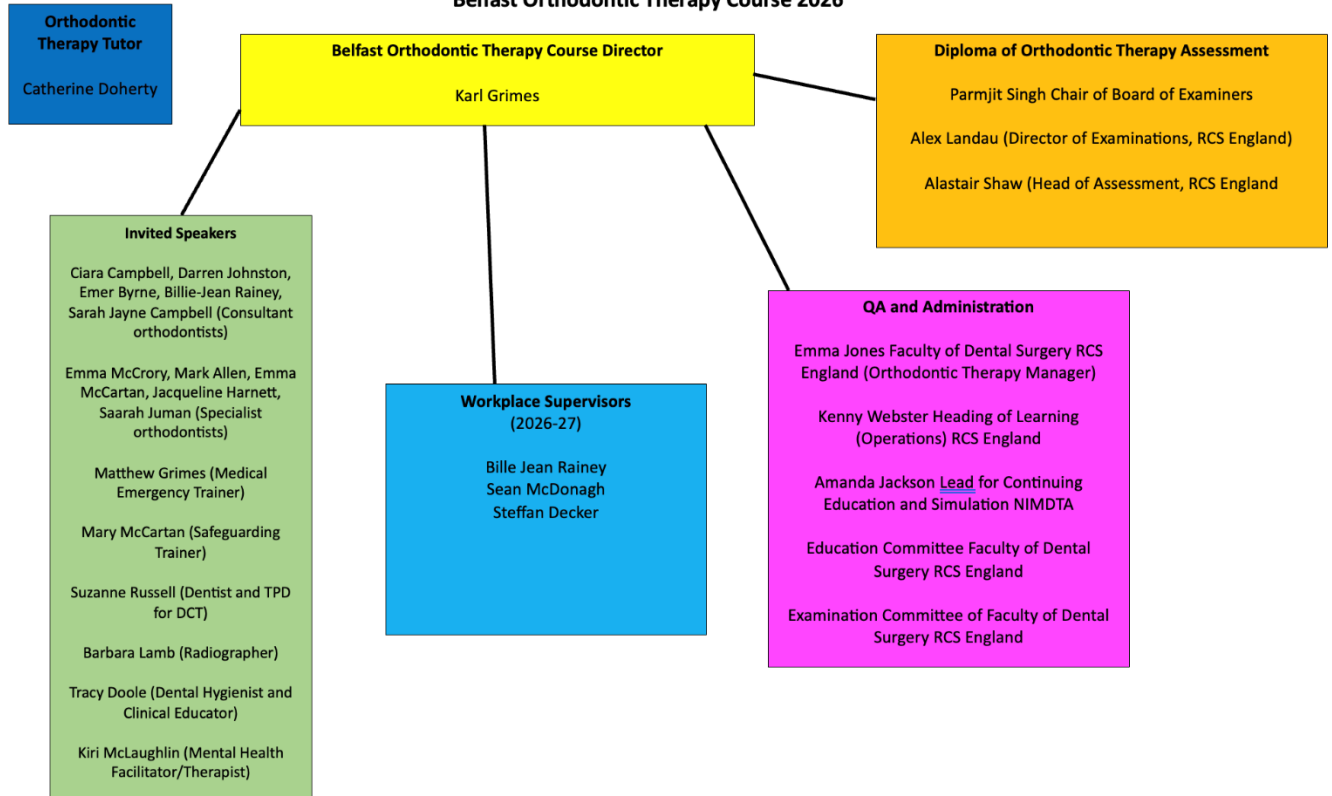 Belfast Orthodontic Therapy Course 2026
Orthodontic
Therapy Tutor
Catherine Doherty
Belfast Orthodontic Therapy Course Director
Karl Grimes
Diploma of Orthodontic Therapy Assessment
Parmjit Singh Chair of Board of Examiners
Alex Landau (Director of Examinations, RCS England)
Alastair Shaw (Head of Assessment, RCS England
Invited Speakers
Ciara Campbell, Darren Johnston,
Emer Byrne, Billie-Jean Rainey,
Sarah Jayne Campbell (Consultant
orthodontists)
Emma McCrory, Mark Allen, Emma
McCartan, Jacqueline Harnett,
Saarah Juman (Specialist
orthodontists)
Matthew Grimes (Medical
Emergency Trainer)
Mary McCartan (Safeguarding
Trainer)
Suzanne Russell (Dentist and TPD
for DCT)
Barbara Lamb (Radiographer)
Tracy Doole (Dental Hygienist and
Clinical Educator)
Kiri McLaughlin (Mental Health
Facilitator/Therapist)
Workplace Supervisors
(2026-27)
Bille Jean Rainey
Sean McDonagh
Steffan Decker
QA and Administration
Emma Jones Faculty of Dental Surgery RCS
England (Orthodontic Therapy Manager)
Kenny Webster Heading of Learning
(Operations) RCS England
Amanda Jackson Lead for Continuing
Education and Simulation NIMDTA
Education Committee Faculty of Dental
Surgery RCS England
Examination Committee of Faculty of Dental
Surgery RCS England